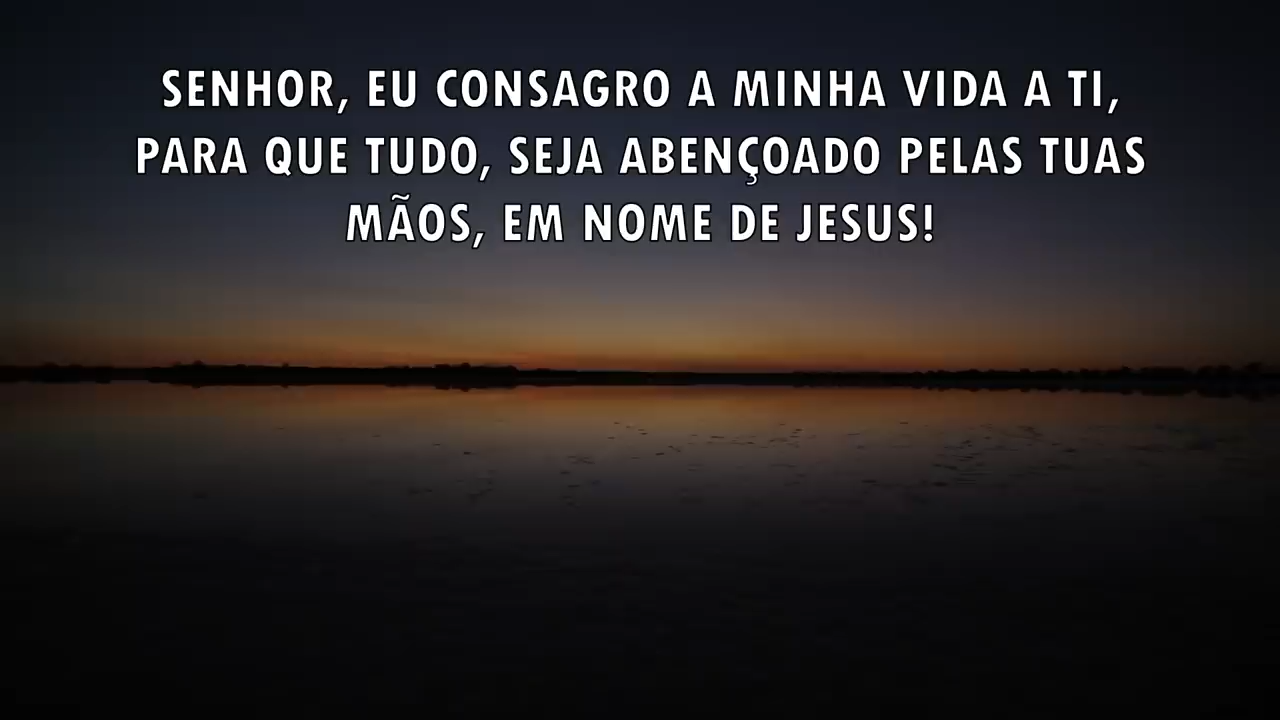 SENHOR, EU CONSAGRO A MINHA VIDA A TI,
PARA QUE TUDO, SEJA ABENÇOADO PELAS TUAS
MÃOS, EM NOME DE JESUS!